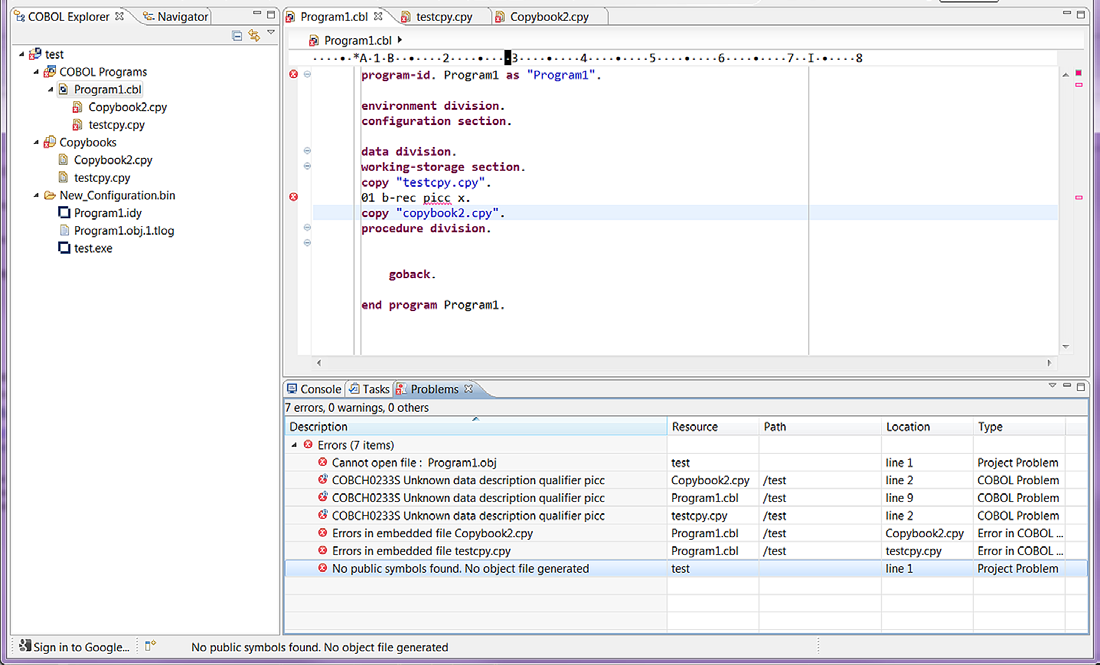 COBOL Explorer Navigator
test
COBOL Programs
Program1.cbl
Copybook2.cpy
testcpy.cpy
Copybooks
Copybook2.cpy
testcpy.cpy
New_Configuration.bin
Program1.idy
Program1.obj.1.tlog
test.exe
Program1.cbl testcpy.cpy Copybook2.cpy
Program1.cbl
*A·1·B 2 3 4 5 6 7·I 8
program-id. Program1 as "Program1".
environment division.
configuration section.
data division.
working-storage section.
copy "testcpy.cpy".
01 b-rec picc x.
copy "copybook2.cpy".
procedure division.
goback.
end program Program1.
Console Tasks Problems
7 errors, 0 warnings, 0 others
Description Resource Path Location Type
Errors (7 items)
Cannot open file : Program1.obj test line 1 Project Problem
COBCH0233S Unknown data description qualifier picc Copybook2.cpy /test line 2 COBOL Problem
COBCH0233S Unknown data description qualifier picc Program1.cbl /test line 9 COBOL Problem
COBCH0233S Unknown data description qualifier picc testcpy.cpy /test line 2 COBOL Problem
Errors in embedded file Copybook2.cpy Program1.cbl /test Copybook2.cpy Error in COBOL ...
Errors in embedded file testcpy.cpy Program1.cbl /test testcpy.cpy Error in COBOL ...
No public symbols found. No object file generated test line 1 Project Problem
Sign in to Google... No public symbols found. No object file generated